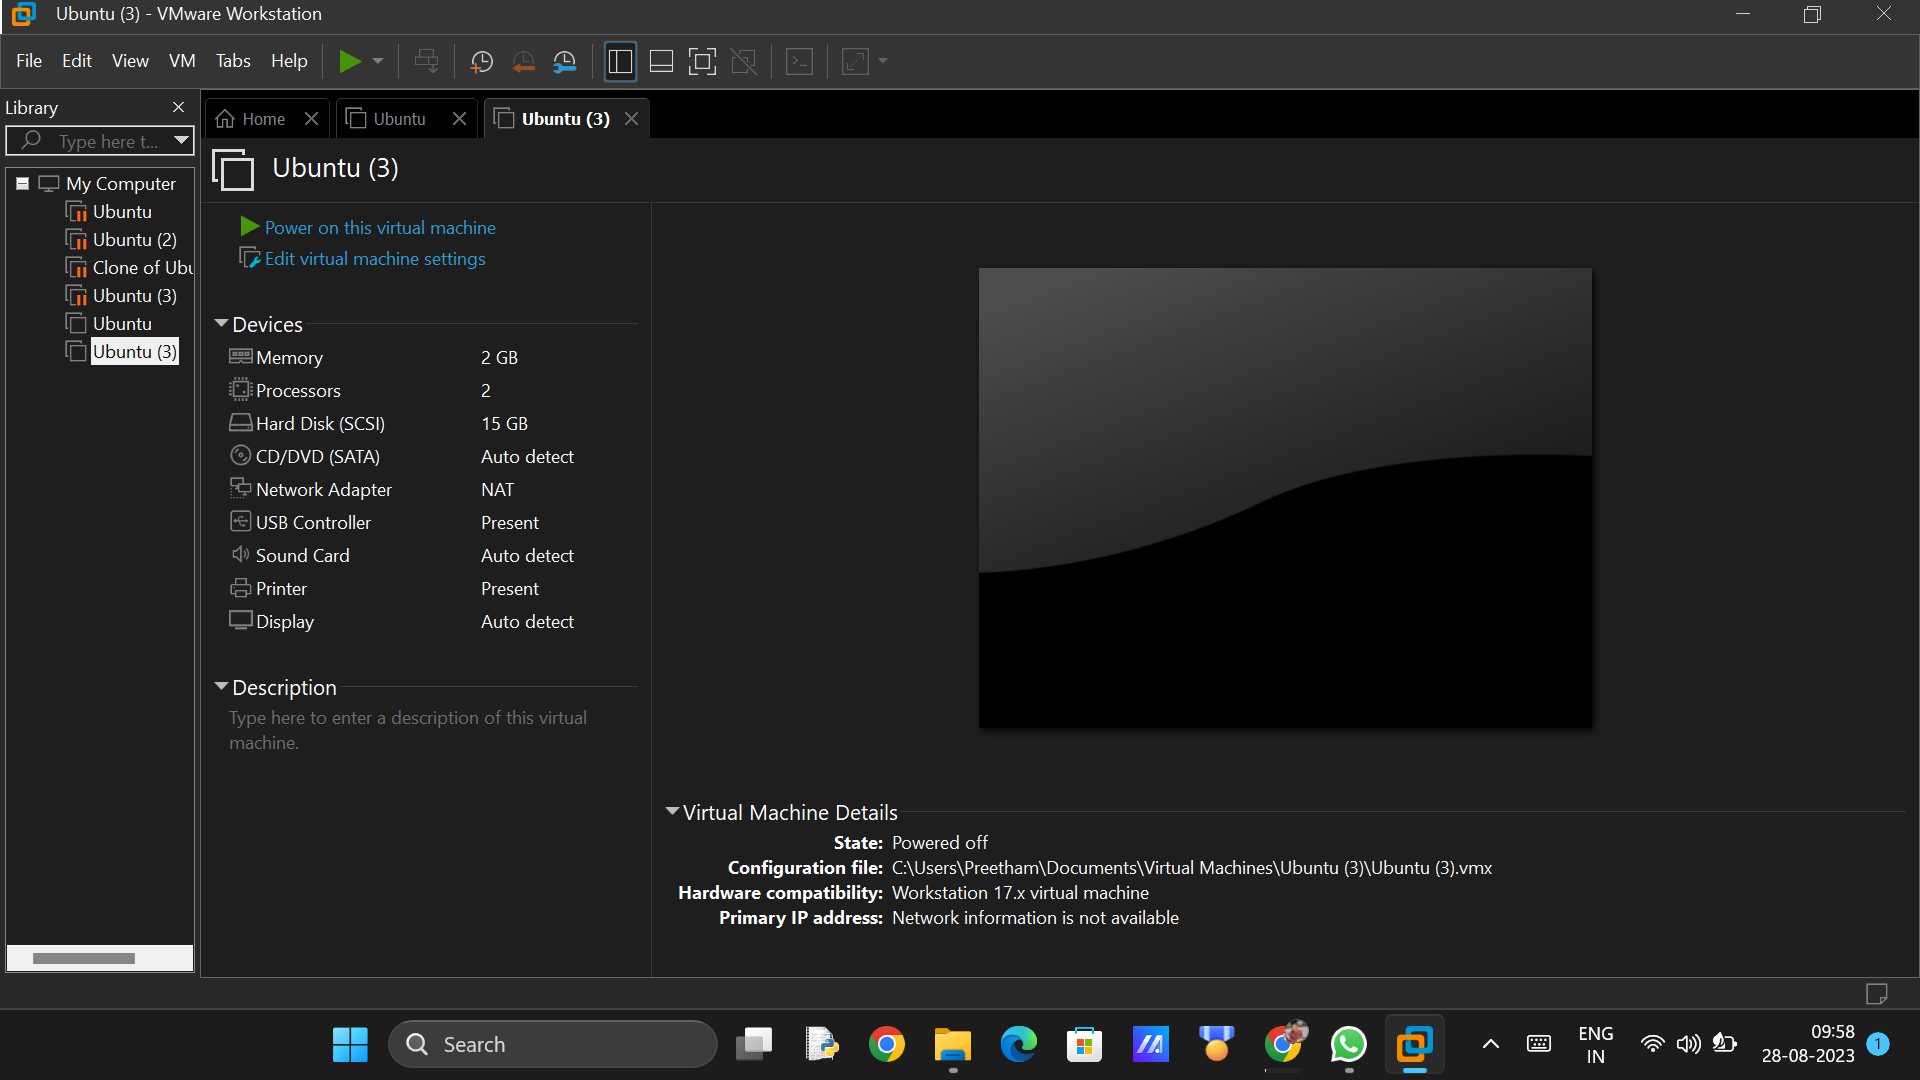 Ubuntu (3) - VMware Workstation
File Edit View VM Tabs Help
Library
Type here t...
My Computer
Ubuntu
Ubuntu (2)
Clone of Ubu
Ubuntu (3)
Ubuntu
Ubuntu (3)
Home Ubuntu Ubuntu (3)
Ubuntu (3)
Power on this virtual machine
Edit virtual machine settings
Devices
Memory 2 GB
Processors 2
Hard Disk (SCSI) 15 GB
CD/DVD (SATA) Auto detect
Network Adapter NAT
USB Controller Present
Sound Card Auto detect
Printer Present
Display Auto detect
Description
Type here to enter a description of this virtual
machine.
Virtual Machine Details
State: Powered off
Configuration file: C:\Users\Preetham\Documents\Virtual Machines\Ubuntu (3)\Ubuntu (3).vmx
Hardware compatibility: Workstation 17.x virtual machine
Primary IP address: Network information is not available
Search
ENG
IN
09:58
28-08-2023
1